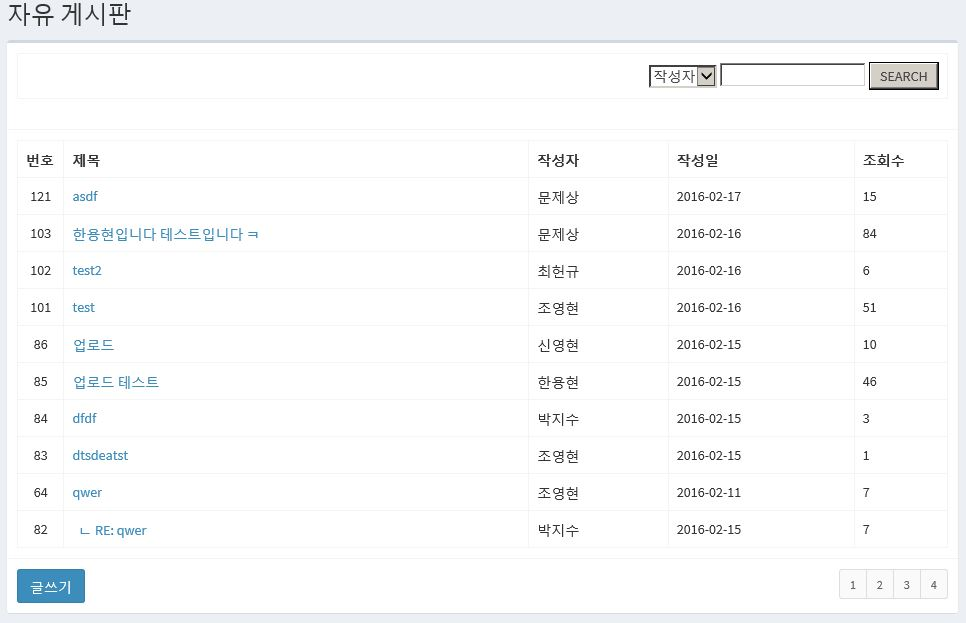 자유 게시판
작성자 SEARCH
번호 제목 작성자 작성일 조회수
121 asdf 문제상 2016-02-17 15
103 한용현입니다 테스트입니다 ㅋ 문제상 2016-02-16 84
102 test2 최헌규 2016-02-16 6
101 test 조영현 2016-02-16 51
86 업로드 신영현 2016-02-15 10
85 업로드 테스트 한용현 2016-02-15 46
84 dfdf 박지수 2016-02-15 3
83 dtsdeatst 조영현 2016-02-15 1
64 qwer 조영현 2016-02-11 7
82 ㄴ RE: qwer 박지수 2016-02-15 7
글쓰기 1 2 3 4